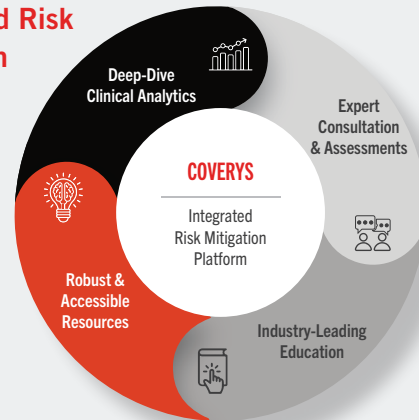 d Risk
Deep-Dive
Clinical Analytics
Expert
Consultation
& Assessments
COVERYS
Integrated
Risk Mitigation
Platform
Robust &
Accessible
Resources
Industry-Leading
Education